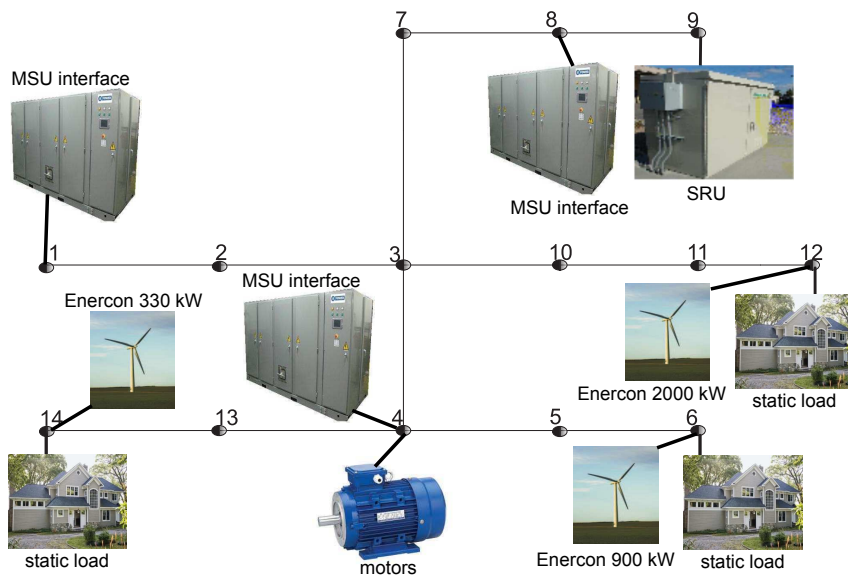 7
8
9
MSU interface
MSU interface
SRU
1
2
3
10
11
12
MSU interface
Enercon 330 kW
Enercon 2000 kW
static load
14
13
4
5
6
static load
motors
Enercon 900 kW
static load